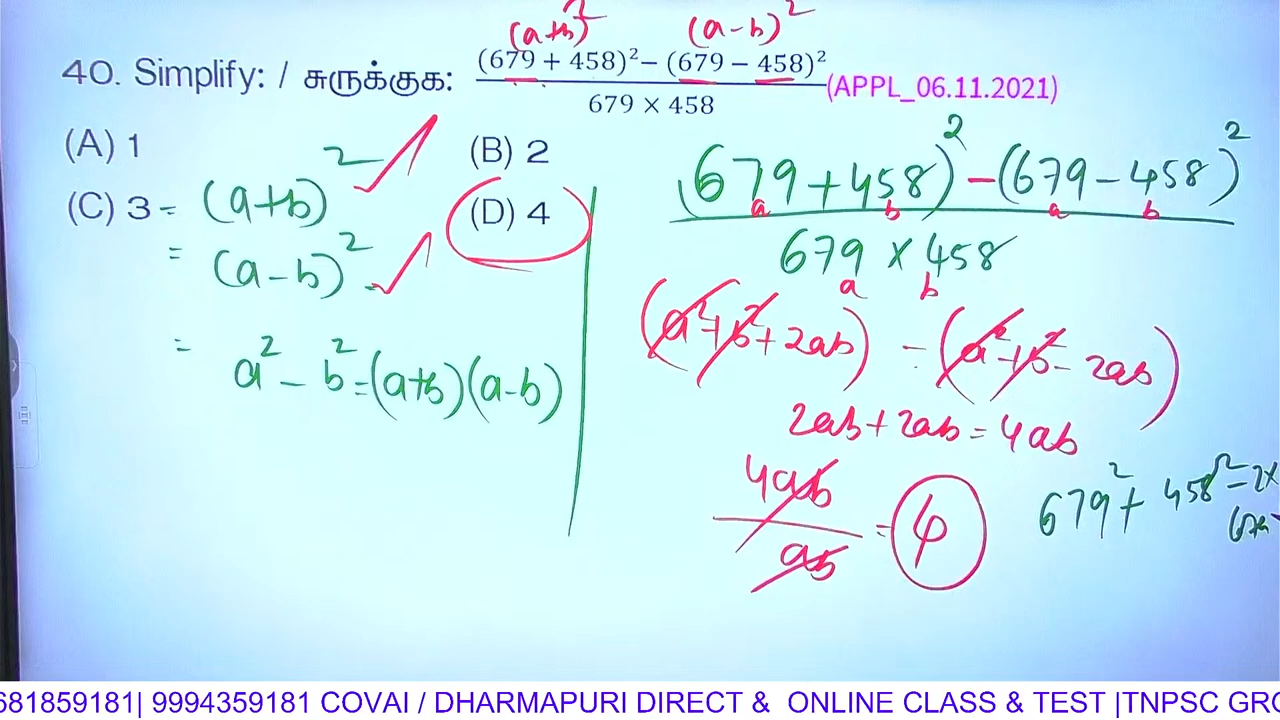 (a+b)² (a-b)²
40. Simplify: / சுருக்குக: (679 + 458)² − (679 − 458)² / 679 × 458 (APPL_06.11.2021)
(A) 1 (B) 2
(C) 3 (D) 4
= (a+b)²
= (a-b)²
= a² - b² = (a+b)(a-b)
(679+458)² - (679-458)²
a b a b
679 × 458
a b
(a²+b²+2ab) - (a²+b²-2ab)
2ab+2ab=4ab
4ab
ab
= 4
679² + 458² - 2×
681859181| 9994359181 COVAI / DHARMAPURI DIRECT & ONLINE CLASS & TEST |TNPSC GRO